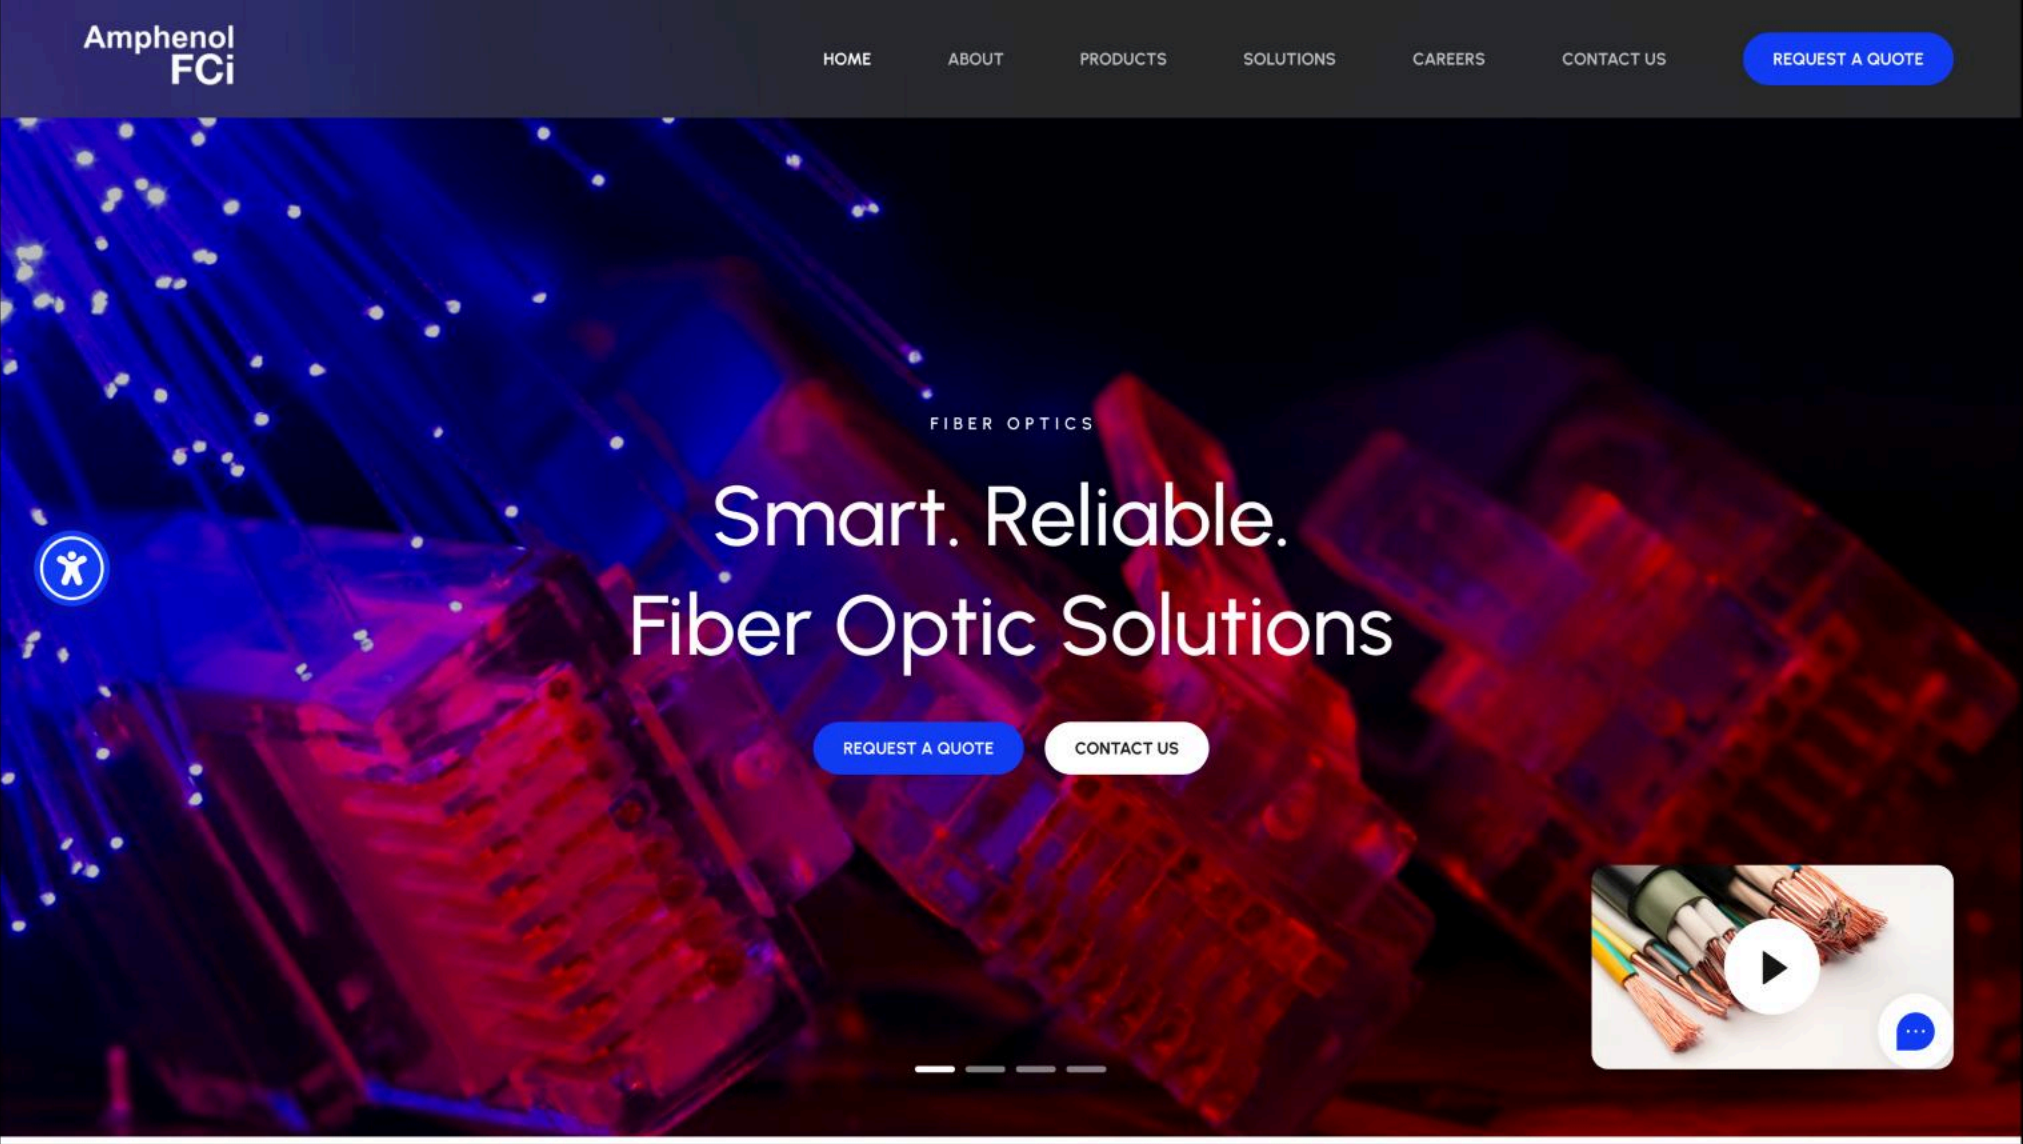 Amphenol
FCi
HOME
ABOUT
PRODUCTS
SOLUTIONS
CAREERS
CONTACT US
REQUEST A QUOTE
FIBER OPTICS
Smart. Reliable.
Fiber Optic Solutions
REQUEST A QUOTE
CONTACT US